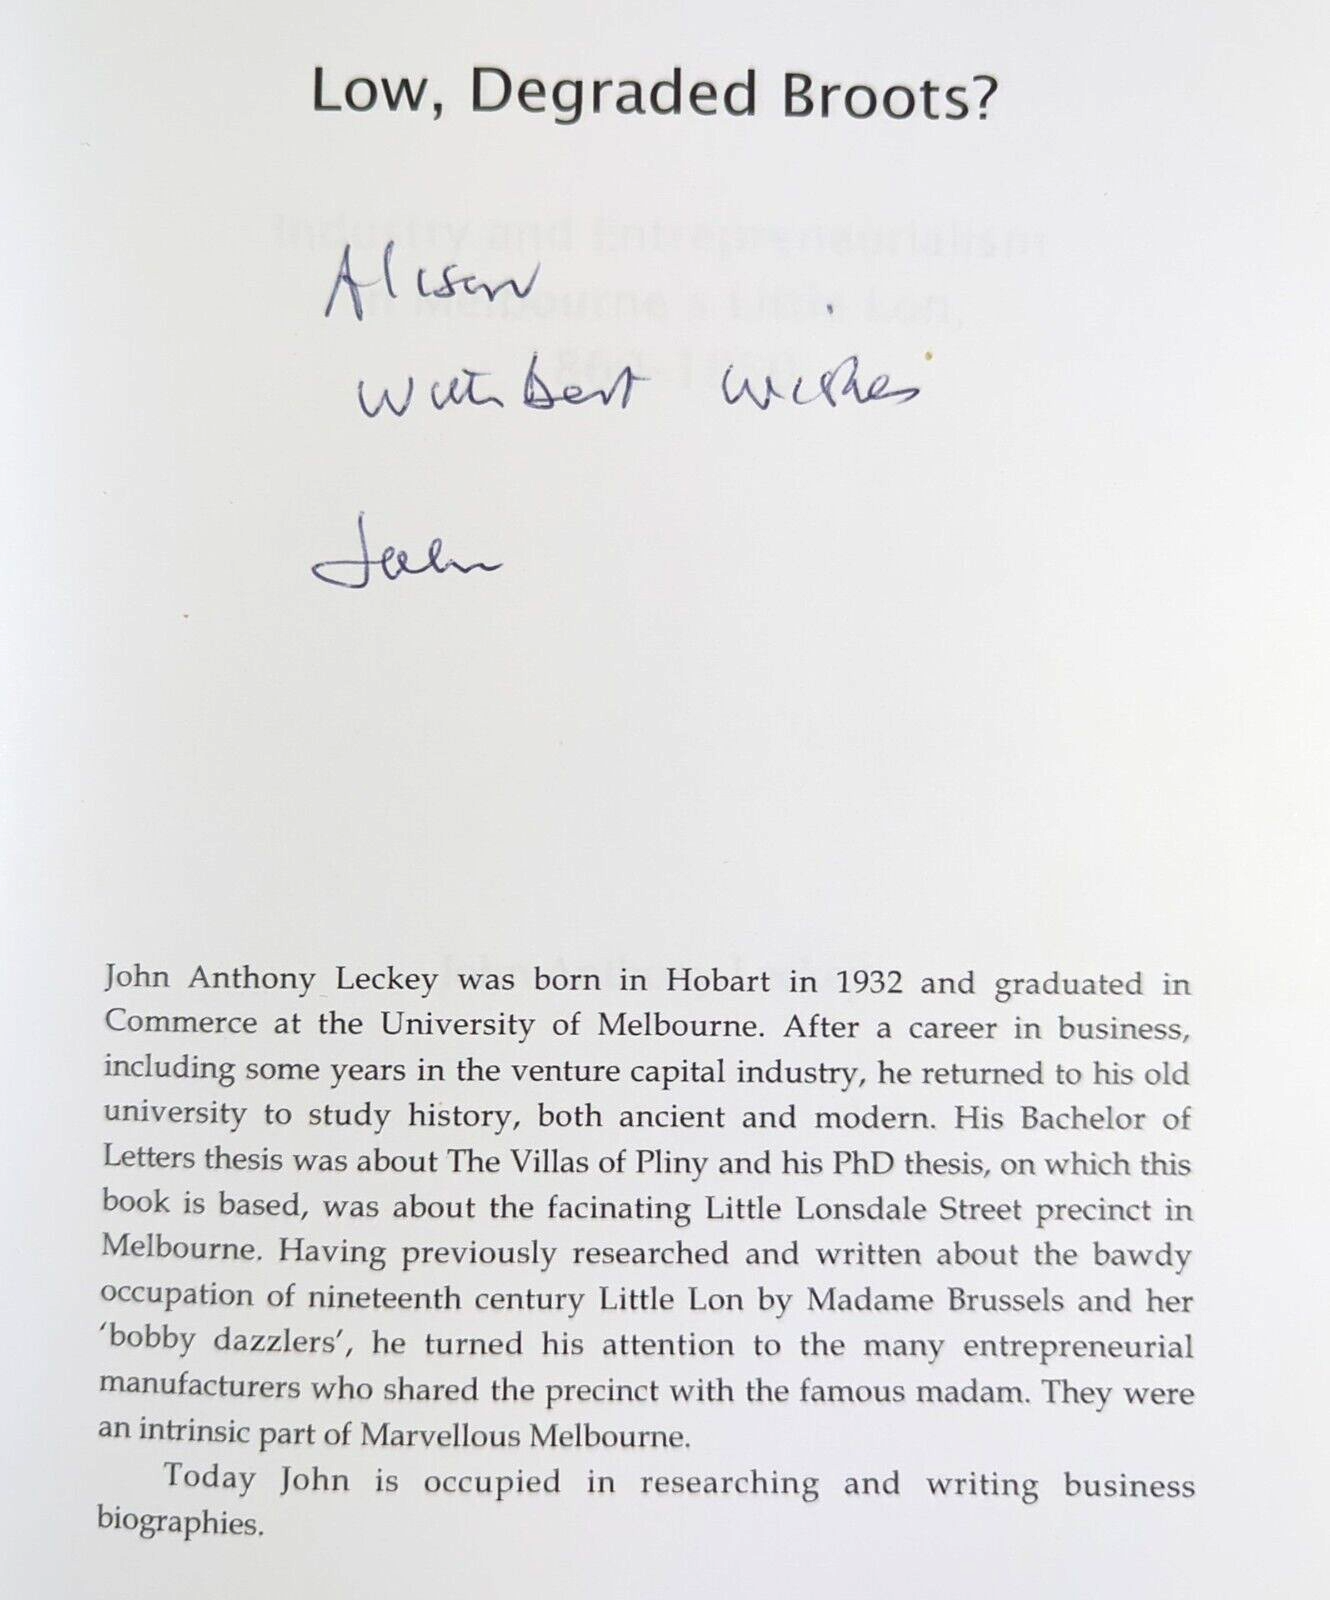 Low, Degraded Broots?
Industry and Entrepreneurialism
in Melbourne's Little Lon,
Alison.
With best wishes
John
John Anthony Leckey was born in Hobart in 1932 and graduated in
Commerce at the University of Melbourne. After a career in business,
including some years in the venture capital industry, he returned to his old
university to study history, both ancient and modern. His Bachelor of
Letters thesis was about The Villas of Pliny and his PhD thesis, on which this
book is based, was about the facinating Little Lonsdale Street precinct in
Melbourne. Having previously researched and written about the bawdy
occupation of nineteenth century Little Lon by Madame Brussels and her
‘bobby dazzlers’, he turned his attention to the many entrepreneurial
manufacturers who shared the precinct with the famous madam. They were
an intrinsic part of Marvellous Melbourne.
Today John is occupied in researching and writing business
biographies.